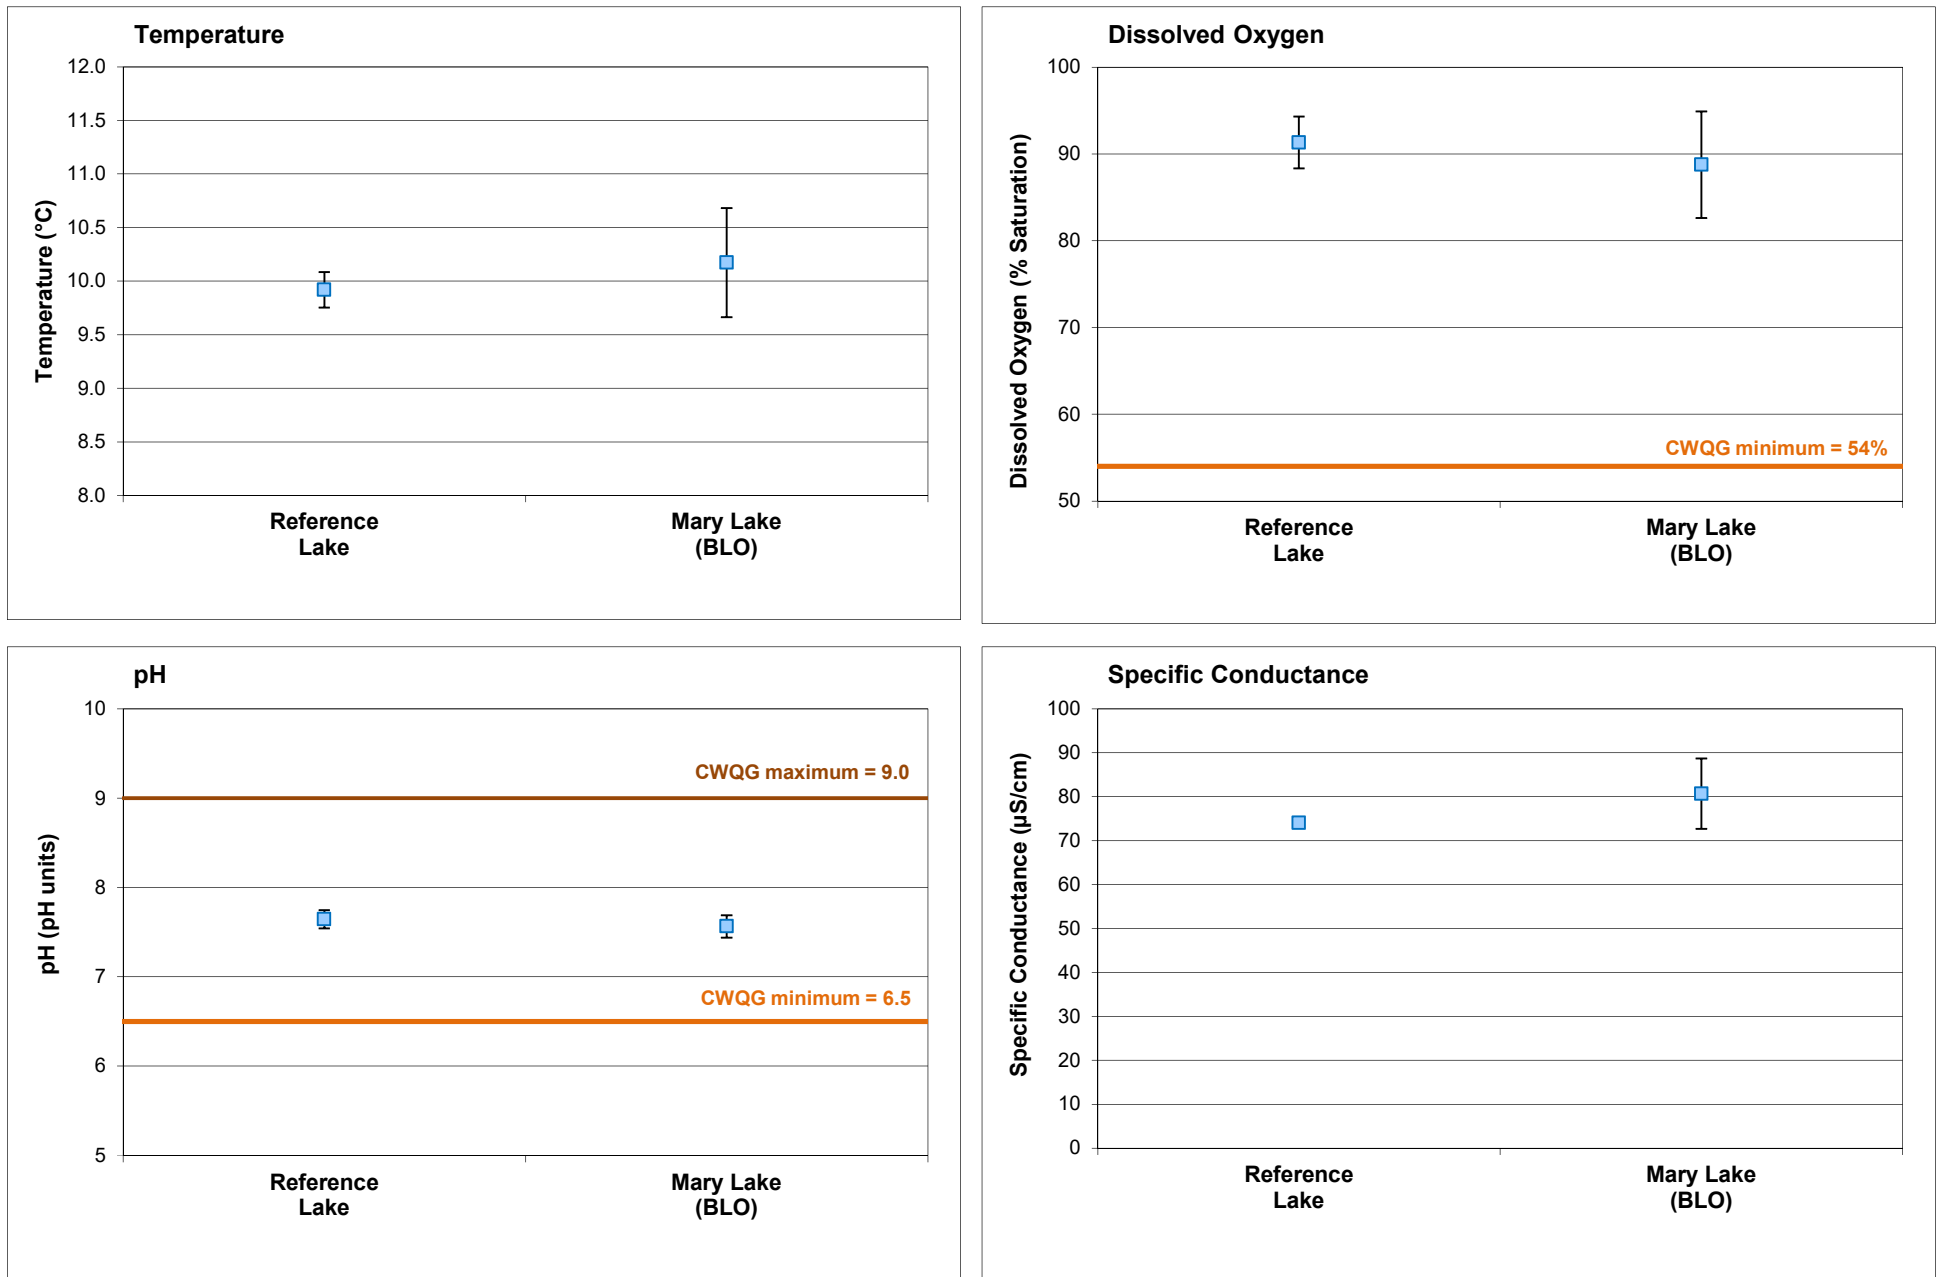 Temperature
Temperature (°C)
12.0
11.5
11.0
10.5
10.0
9.5
9.0
8.5
8.0
Reference
Lake
Mary Lake
(BLO)
Dissolved Oxygen
Dissolved Oxygen (% Saturation)
100
90
80
70
60
50
CWQG minimum = 54%
Reference
Lake
Mary Lake
(BLO)
pH
pH (pH units)
10
9
8
7
6
5
CWQG maximum = 9.0
CWQG minimum = 6.5
Reference
Lake
Mary Lake
(BLO)
Specific Conductance
Specific Conductance (µS/cm)
100
90
80
70
60
50
40
30
20
10
0
Reference
Lake
Mary Lake
(BLO)